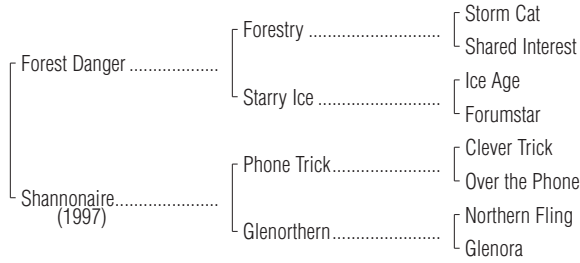 Storm Cat
Forestry ....................
Shared Interest
Forest Danger .................
Ice Age
Starry Ice ........................
Forumstar
Clever Trick
Phone Trick.....................
Over the Phone
Shannonaire....................
(1997)
Northern Fling
Glenorthern.....................
Glenora